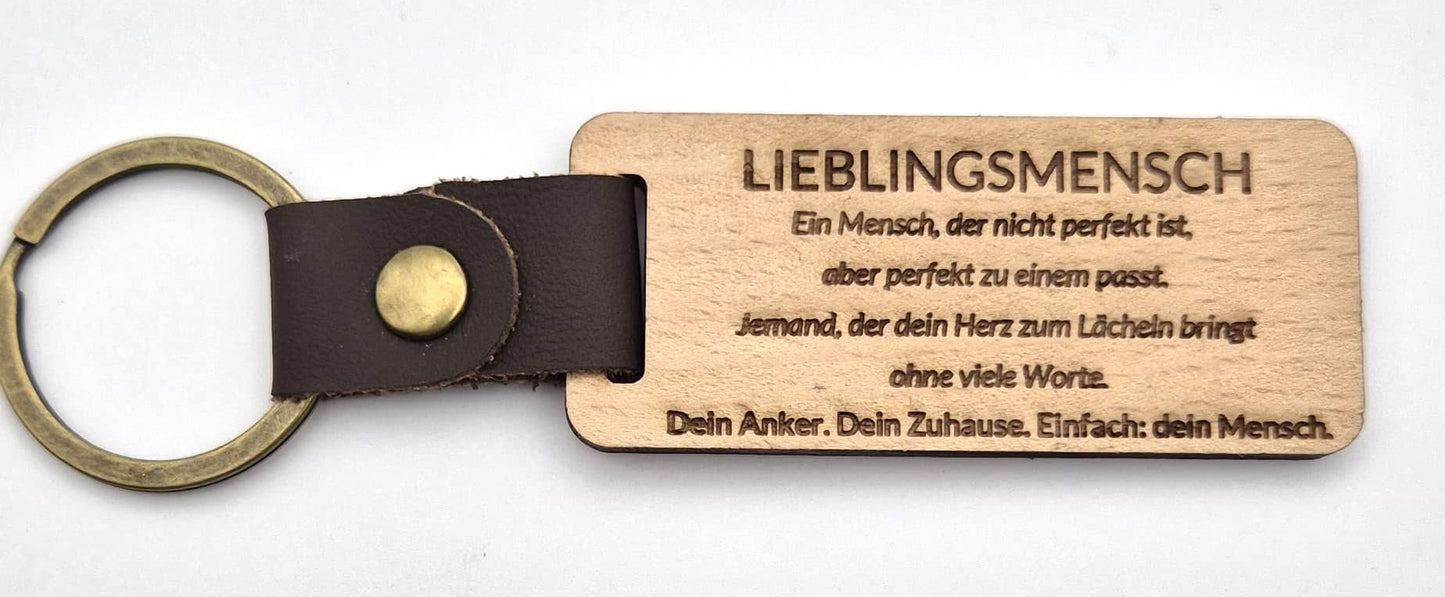 LIEBLINGSMENSCH
Ein Mensch, der nicht perfekt ist,
aber perfekt zu einem passt.
Jemand, der dein Herz zum Lächeln bringt
ohne viele Worte.
Dein Anker. Dein Zuhause. Einfach: dein Mensch.